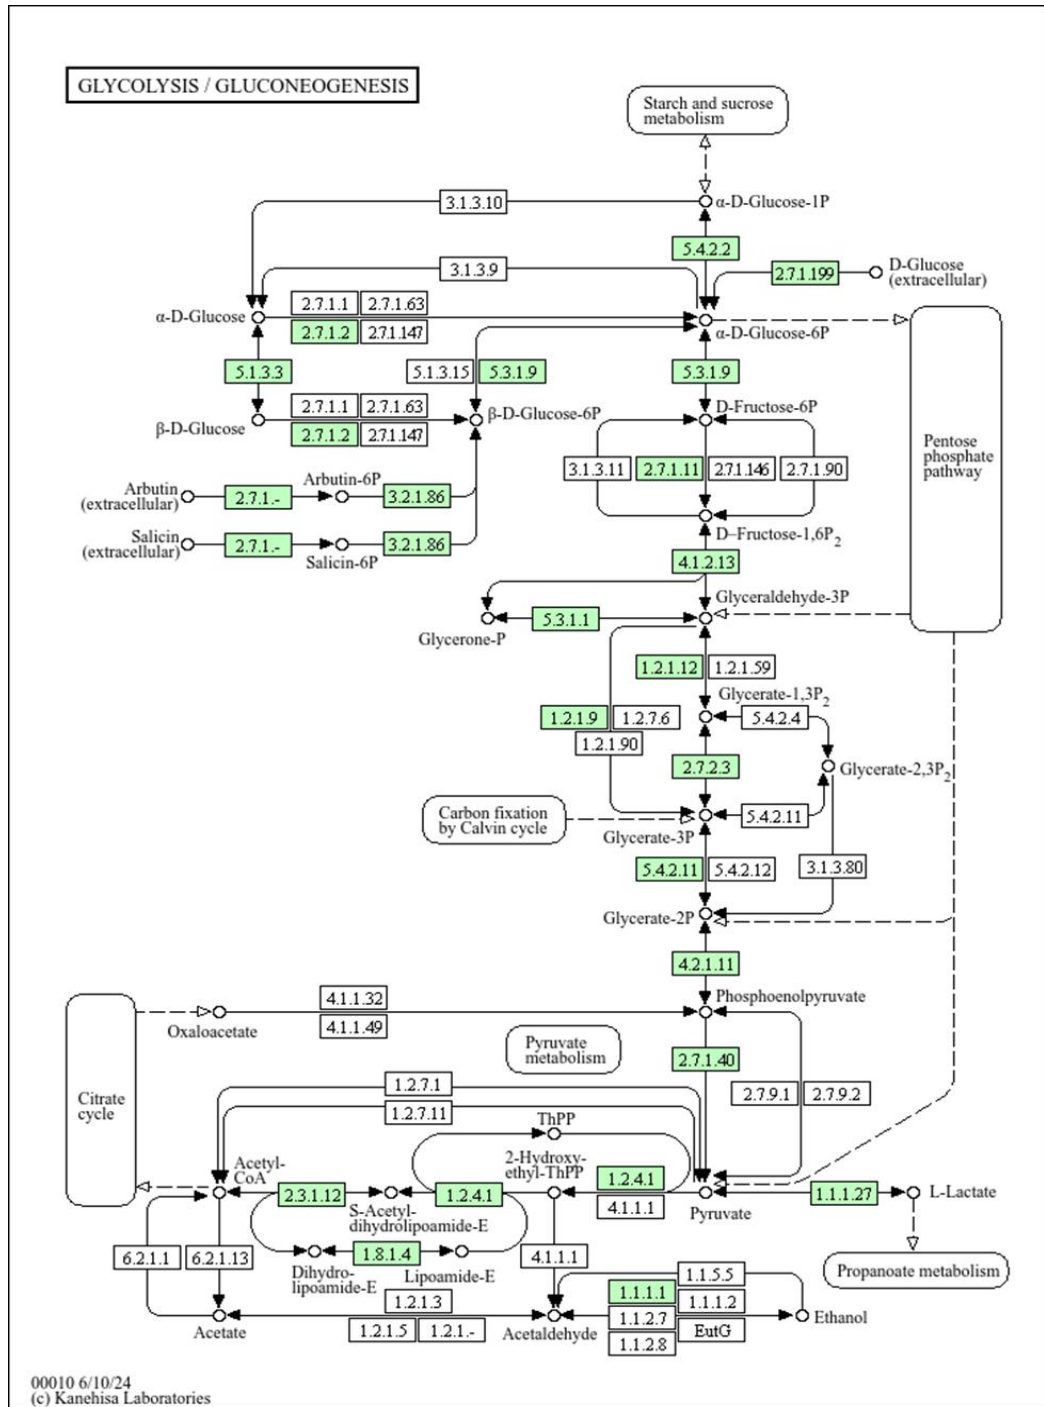 GLYCOLYSIS / GLUCONEOGENESIS
Starch and sucrose
metabolism
3.1.3.10
α-D-Glucose-1P
5.4.2.2
3.1.3.9
2.7.1.199
D-Glucose
(extracellular)
2.7.1.1
2.7.1.63
α-D-Glucose
2.7.1.2
2.7.1.147
α-D-Glucose-6P
5.1.3.3
5.1.3.15
5.3.1.9
5.3.1.9
2.7.1.1
2.7.1.63
β-D-Glucose
2.7.1.2
2.7.1.147
β-D-Glucose-6P
D-Fructose-6P
Pentose
phosphate
pathway
3.1.3.11
2.7.1.11
2.7.1.146
2.7.1.90
Arbutin
(extracellular)
2.7.1.-
Arbutin-6P
3.2.1.86
Salicin
(extracellular)
2.7.1.-
Salicin-6P
3.2.1.86
D-Fructose-1,6P2
4.1.2.13
Glyceraldehyde-3P
Glycerone-P
5.3.1.1
1.2.1.12
1.2.1.59
Glycerate-1,3P2
1.2.1.9
1.2.7.6
1.2.1.90
5.4.2.4
2.7.2.3
Glycerate-2,3P2
Carbon fixation
by Calvin cycle
Glycerate-3P
5.4.2.11
5.4.2.11
5.4.2.12
3.1.3.80
Glycerate-2P
4.2.1.11
4.1.1.32
Phosphoenolpyruvate
Oxaloacetate
4.1.1.49
Pyruvate
metabolism
2.7.1.40
Citrate
cycle
1.2.7.1
1.2.7.11
2.7.9.1
2.7.9.2
ThPP
2-Hydroxy-
ethyl-ThPP
Acetyl-
CoA
2.3.1.12
S-Acetyl-
dihydrolipoamide-E
1.2.4.1
1.2.4.1
4.1.1.1
Pyruvate
1.1.1.27
L-Lactate
6.2.1.1
6.2.1.13
1.8.1.4
Dihydro-
lipoamide-E
Lipoamide-E
4.1.1.1
Propanoate metabolism
1.2.1.3
1.2.1.5
1.2.1.-
Acetate
Acetaldehyde
1.1.5.5
1.1.1.1
1.1.1.2
1.1.2.7
EutG
1.1.2.8
Ethanol
00010 6/10/24
(c) Kanehisa Laboratories